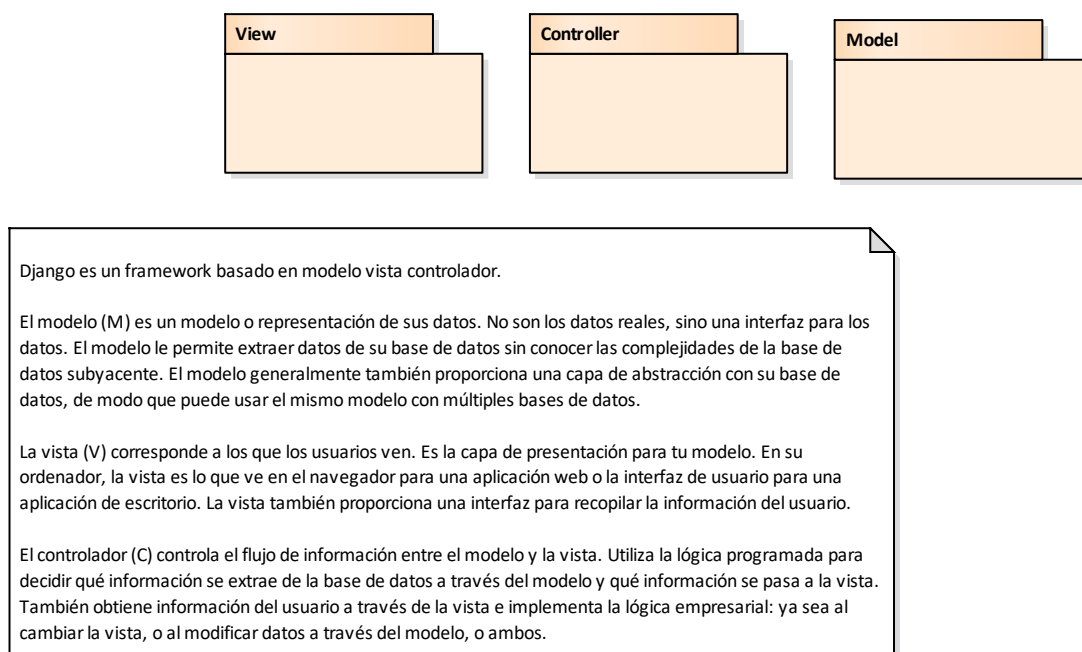 View
Controller
Model
Django es un framework basado en modelo vista controlador.
El modelo (M) es un modelo o representación de sus datos. No son los datos reales, sino una interfaz para los
datos. El modelo le permite extraer datos de su base de datos sin conocer las complejidades de la base de
datos subyacente. El modelo generalmente también proporciona una capa de abstracción con su base de
datos, de modo que puede usar el mismo modelo con múltiples bases de datos.
La vista (V) corresponde a los que los usuarios ven. Es la capa de presentación para tu modelo. En su
ordenador, la vista es lo que ve en el navegador para una aplicación web o la interfaz de usuario para una
aplicación de escritorio. La vista también proporciona una interfaz para recopilar la información del usuario.
El controlador (C) controla el flujo de información entre el modelo y la vista. Utiliza la lógica programada para
decidir qué información se extrae de la base de datos a través del modelo y qué información se pasa a la vista.
También obtiene información del usuario a través de la vista e implementa la lógica empresarial: ya sea al
cambiar la vista, o al modificar datos a través del modelo, o ambos.